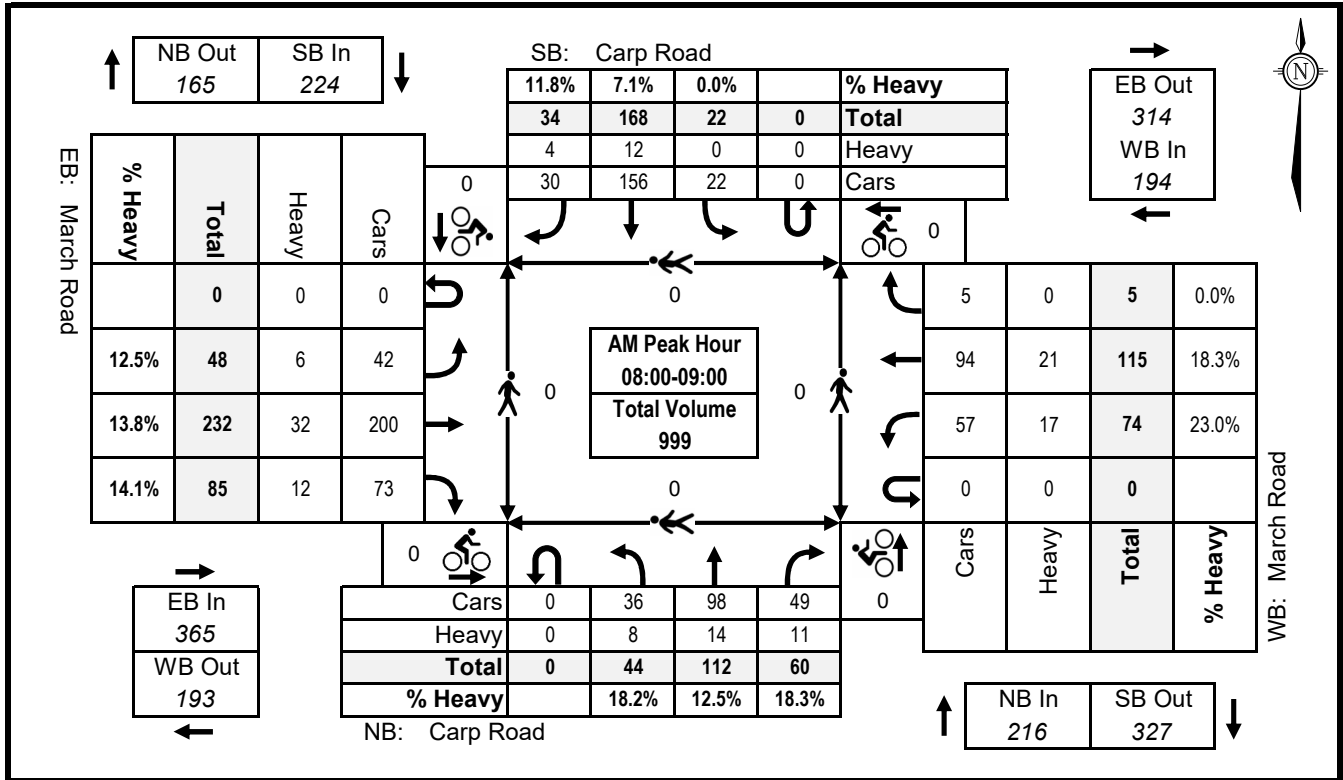 NB Out SB In
165 224
SB: Carp Road
11.8% 7.1% 0.0% % Heavy
34 168 22 0 Total
4 12 0 0 Heavy
30 156 22 0 Cars
EB Out
314
WB In
194
N
EB: March Road
% Heavy Total Heavy Cars
0 0 0
12.5% 48 6 42
13.8% 232 32 200
14.1% 85 12 73
0
0
0
AM Peak Hour
08:00-09:00
Total Volume
999
0
0
0
5 0 5 0.0%
94 21 115 18.3%
57 17 74 23.0%
0 0 0
Cars Heavy Total % Heavy
WB: March Road
0
0
EB In
365
WB Out
193
Cars 0 36 98 49
Heavy 0 8 14 11
Total 0 44 112 60
% Heavy 18.2% 12.5% 18.3%
NB: Carp Road
NB In SB Out
216 327